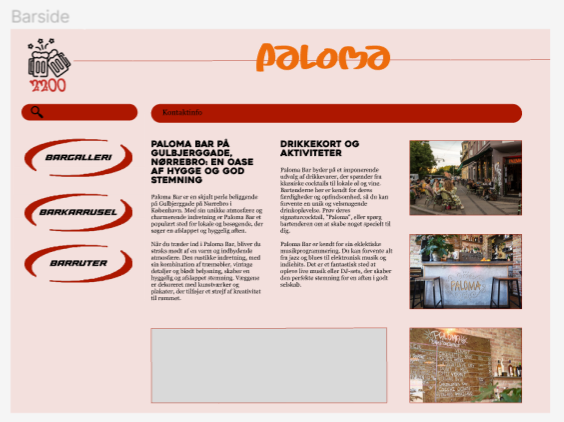 Barside
2200
PALOMA
Kontaktinfo
BARGALLERI
BARKARRUSEL
BARRUTER
PALOMA BAR PÅ
GULBJERGGADE,
NØRREBRO: EN OASE
AF HYGGE OG GOD
STEMNING
Paloma Bar er en skjult perle beliggende
på Gulbjerggade på Nørrebro i
København. Med sin unikke atmosfære og
charmerende indretning er Paloma Bar et
populært sted for lokale og besøgende, der
søger en afslappet og hyggelig aften.
Når du træder ind i Paloma Bar, bliver du
straks mødt af en varm og indbydende
atmosfære. Den rustikke indretning, med
sin kombination af træmøbler, vintage
detaljer og blødt belysning, skaber en
hyggelig og afslappet stemning. Væggene
er dekoreret med kunstværker og
plakater, der tilføjer et strejf af kreativitet
til rummet.
DRIKKEKORT OG
AKTIVITETER
Paloma Bar byder på et imponerende
udvalg af drikkevarer, der spænder fra
klassiske cocktails til lokale øl og vine.
Bartenderne her er kendt for deres
færdigheder og opfindsomhed, så du kan
forvente en unik og velsmagende
drinkoplevelse. Prøv deres
signaturcocktail, "Paloma", eller spørg
bartenderen om at skabe noget specielt til
dig.
Paloma Bar er kendt for sin eklektiske
musikprogrammering. Du kan forvente alt
fra jazz og blues til elektronisk musik og
indiehits. Det er et fantastisk sted at
opleve live musik eller DJ-sets, der skaber
den perfekte stemning for en aften i godt
selskab.
PALOMA